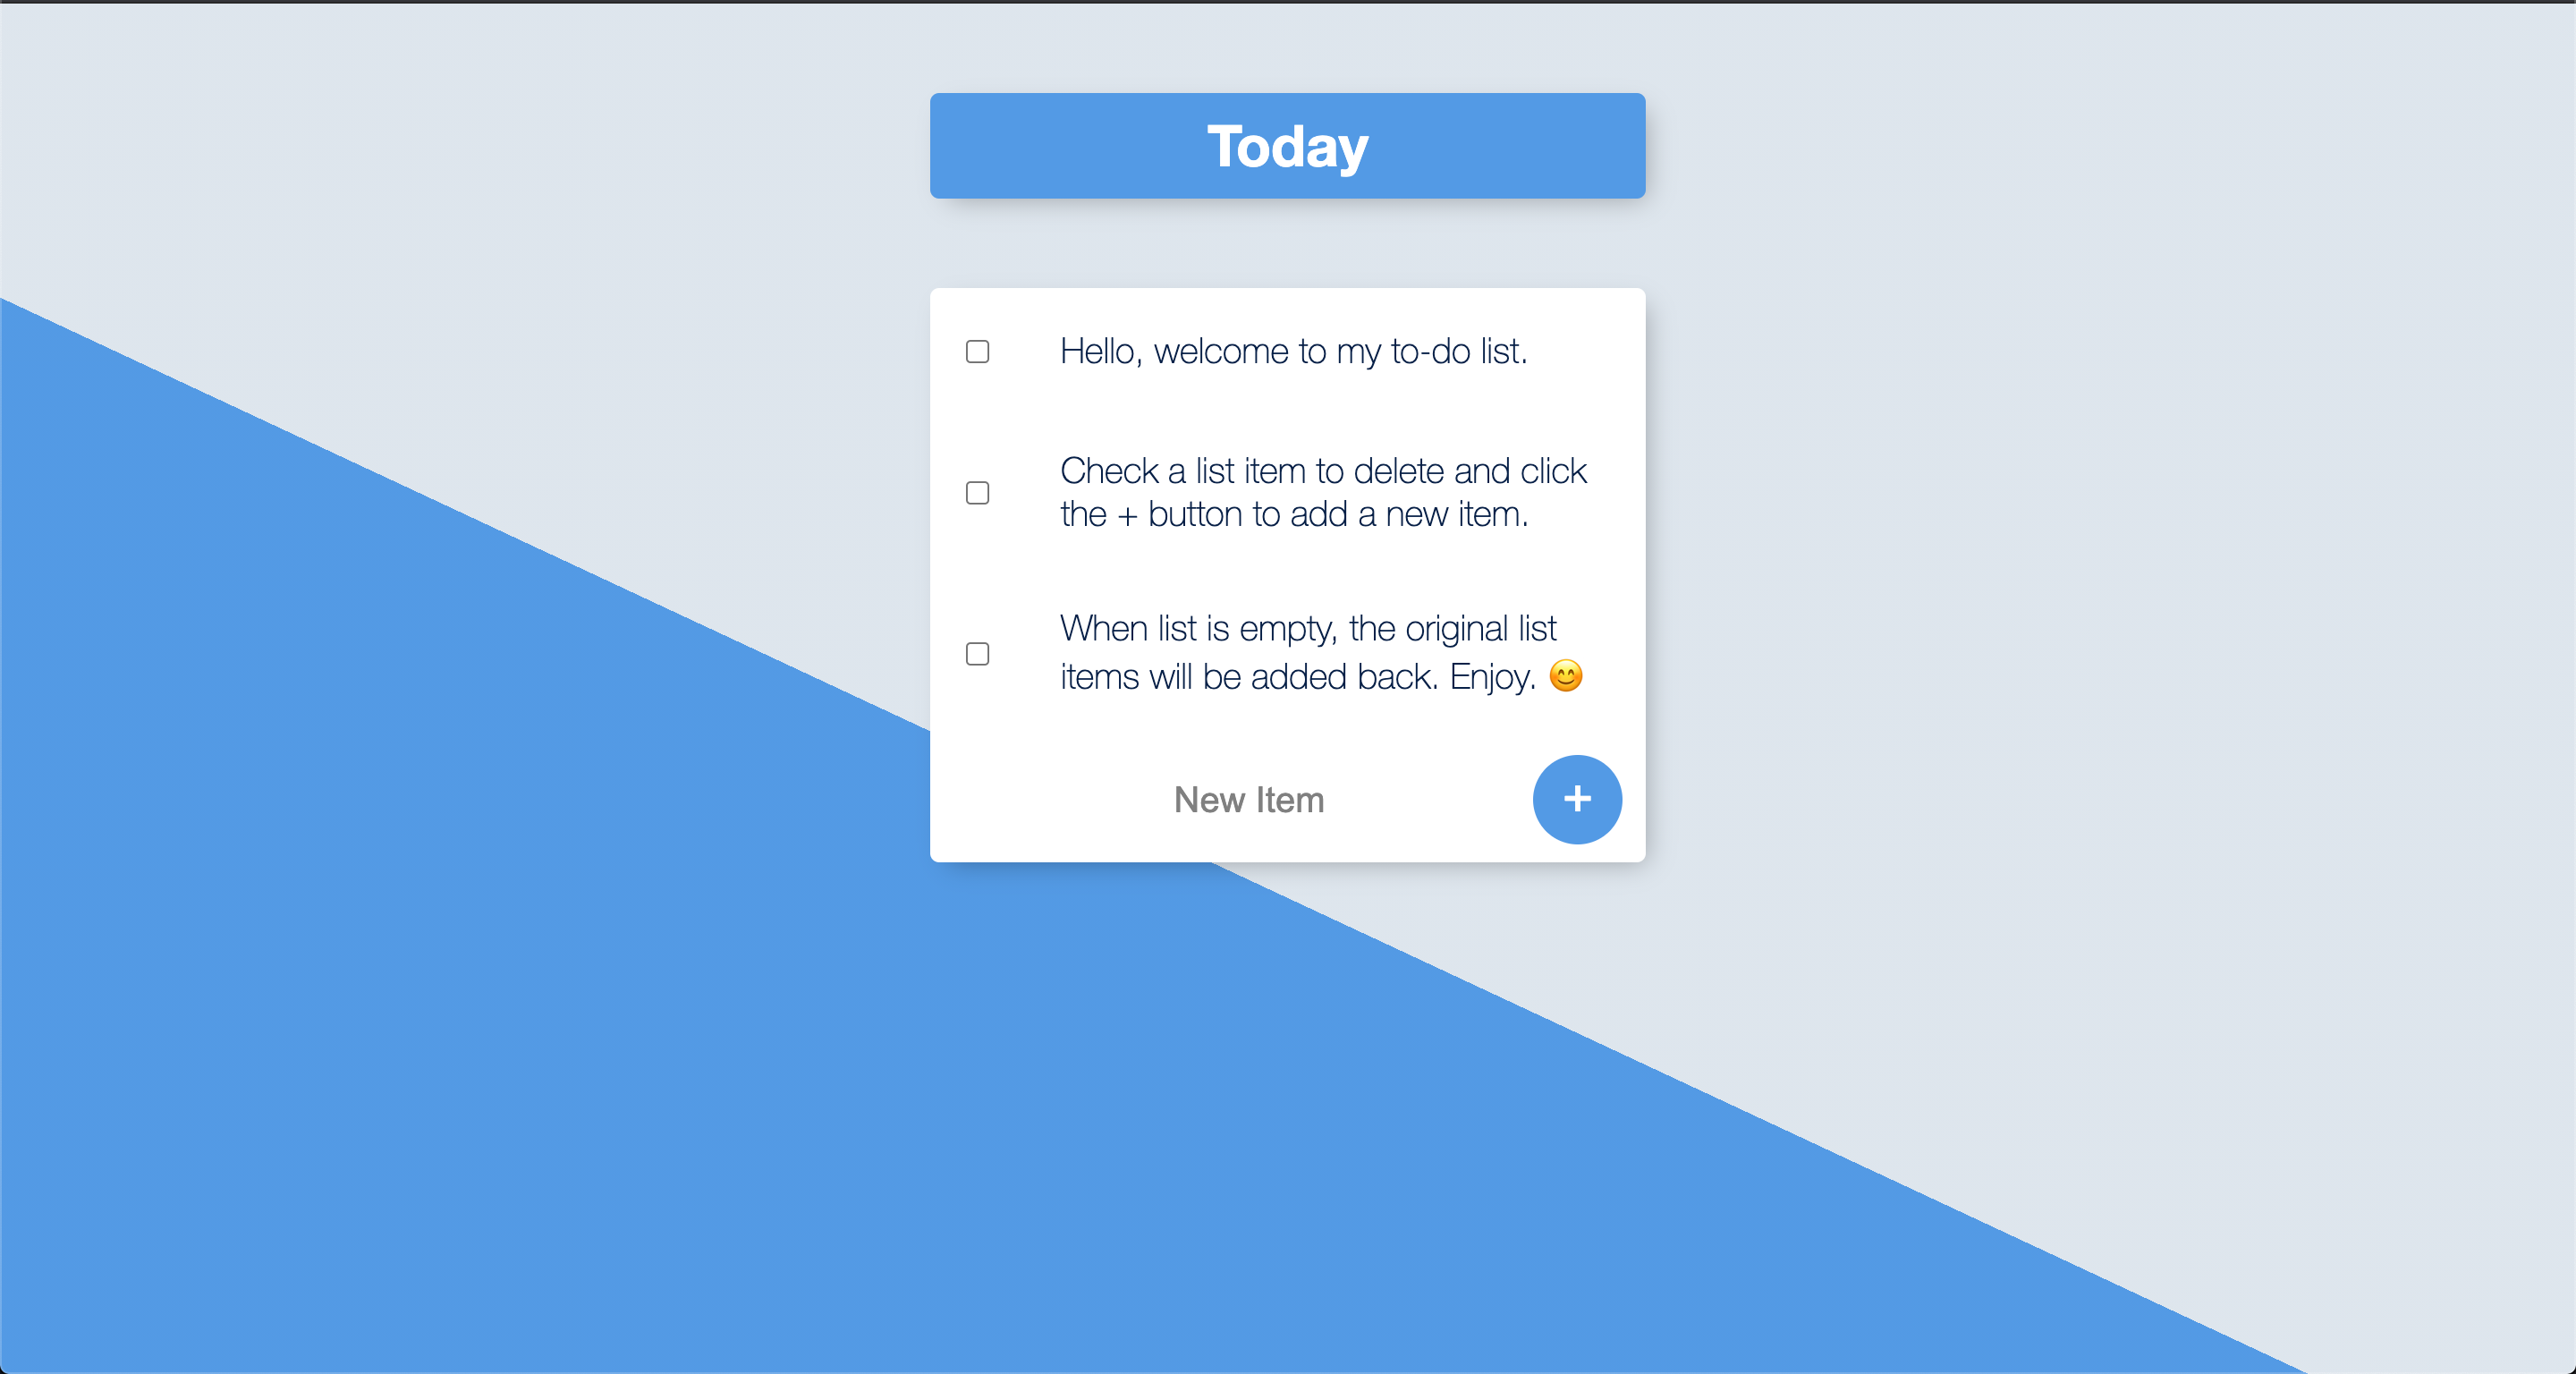 Today
Hello, welcome to my to-do list.
Check a list item to delete and click
the + button to add a new item.
When list is empty, the original list
items will be added back. Enjoy. 😊
New Item
+